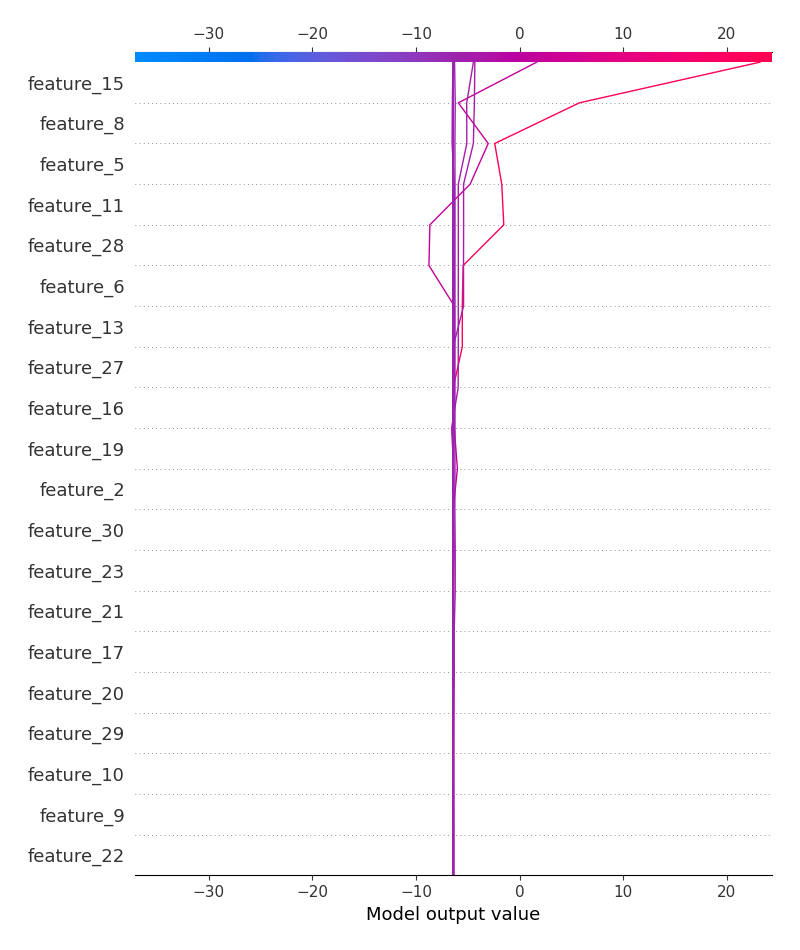 −30 −20 −10 0 10 20
feature_15
feature_8
feature_5
feature_11
feature_28
feature_6
feature_13
feature_27
feature_16
feature_19
feature_2
feature_30
feature_23
feature_21
feature_17
feature_20
feature_29
feature_10
feature_9
feature_22
−30 −20 −10 0 10 20
Model output value